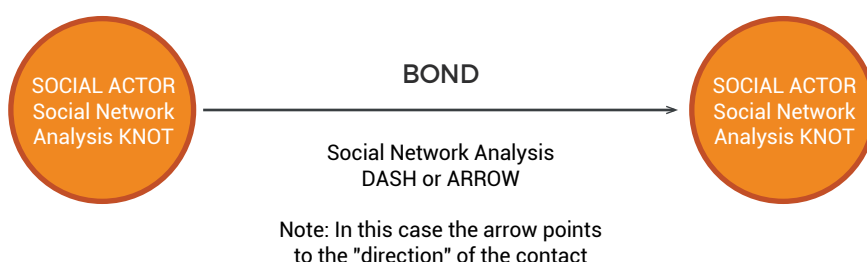 SOCIAL ACTOR
Social Network
Analysis KNOT
BOND
Social Network Analysis
DASH or ARROW
Note: In this case the arrow points
to the "direction" of the contact
SOCIAL ACTOR
Social Network
Analysis KNOT